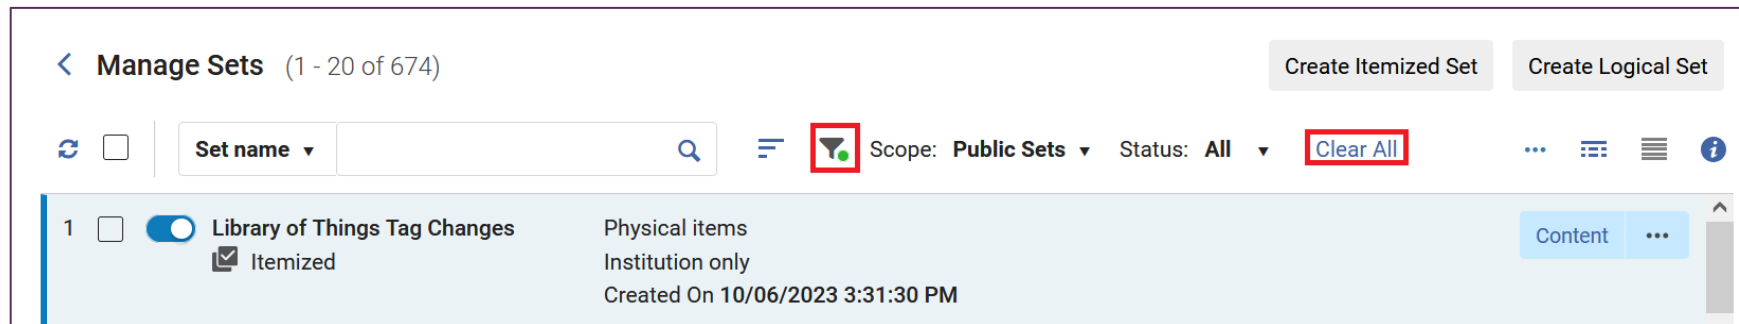 Manage Sets (1 - 20 of 674)
Create Itemized Set
Create Logical Set
Set name
Scope: Public Sets
Status: All
Clear All
1
Library of Things Tag Changes
Physical items
Content
Itemized
Institution only
Created On 10/06/2023 3:31:30 PM